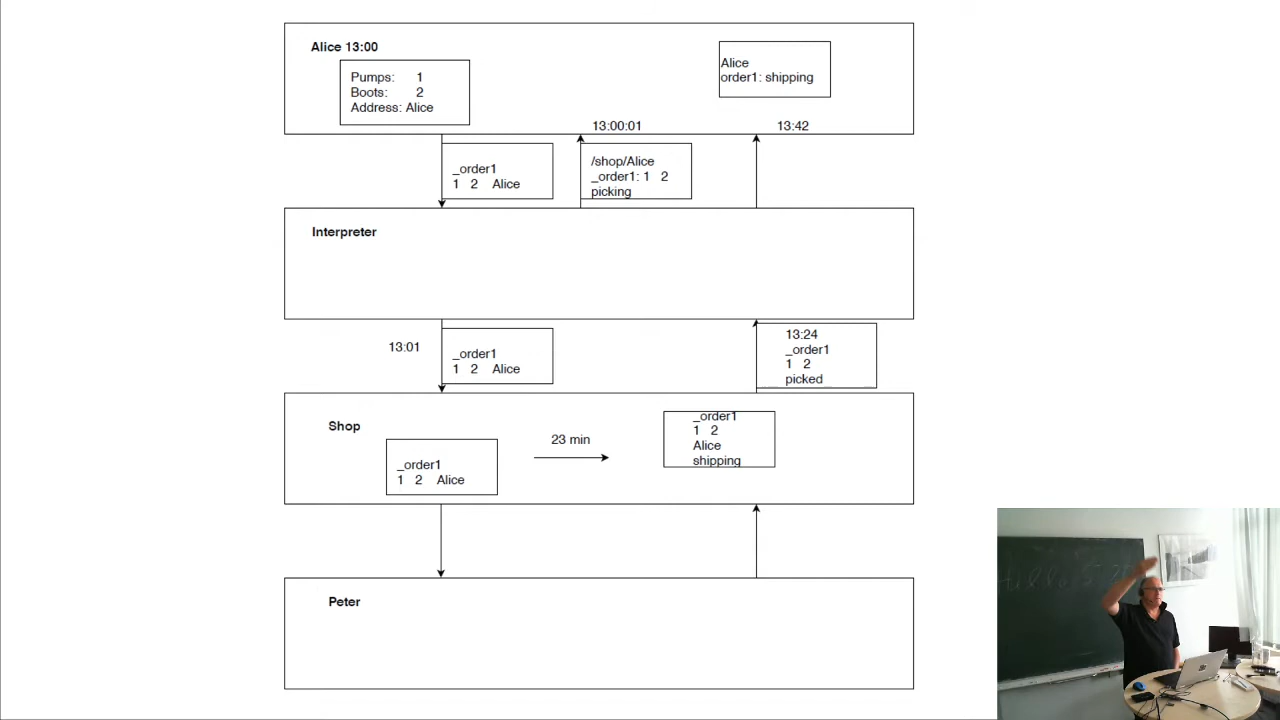 Alice 13:00
Pumps: 1
Boots: 2
Address: Alice
Alice
order1: shipping
13:00:01
13:42
_order1
1 2 Alice
/shop/Alice
_order1: 1 2
picking
Interpreter
13:01
_order1
1 2 Alice
13:24
_order1
1 2
picked
Shop
_order1
1 2 Alice
23 min
_order1
1 2
Alice
shipping
Peter